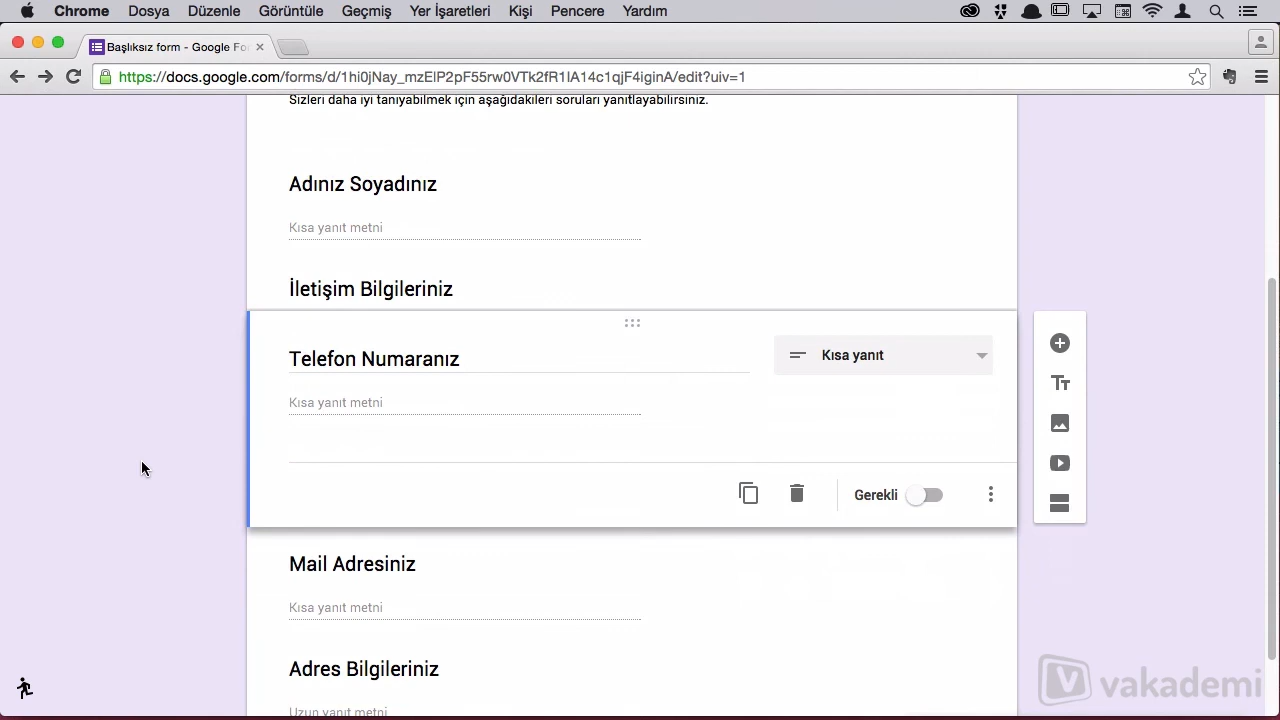 Chrome Dosya Düzenle Görüntüle Geçmiş Yer İşaretleri Kişi Pencere Yardım
Başlıksız form - Google Fo
https://docs.google.com/forms/d/1hi0jNay_mzElP2pF55rw0VTk2fR1IA14c1qjF4iginA/edit?uiv=1
Sizleri daha iyi tanıyabilmek için aşağıdakileri soruları yanıtlayabilirsiniz.
Adınız Soyadınız
Kısa yanıt metni
İletişim Bilgileriniz
Telefon Numaranız
Kısa yanıt
Kısa yanıt metni
Gerekli
Mail Adresiniz
Kısa yanıt metni
Adres Bilgileriniz
Uzun yanıt metni
vakademi